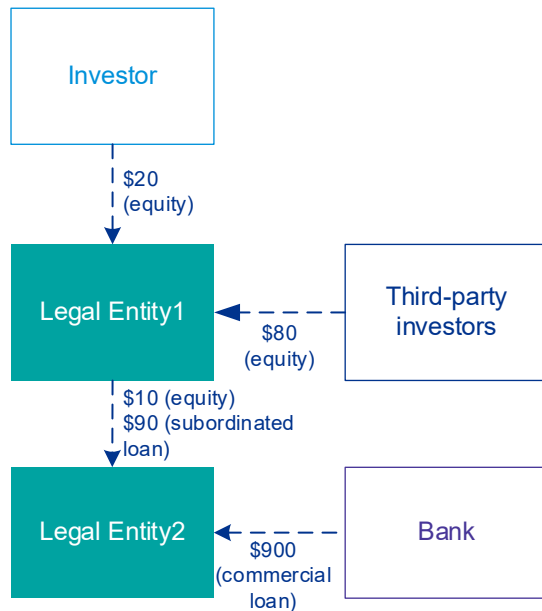 Investor
$20
(equity)
Legal Entity1
Third-party
investors
$80
(equity)
$10 (equity)
$90 (subordinated
loan)
Legal Entity2
Bank
$900
(commercial
loan)